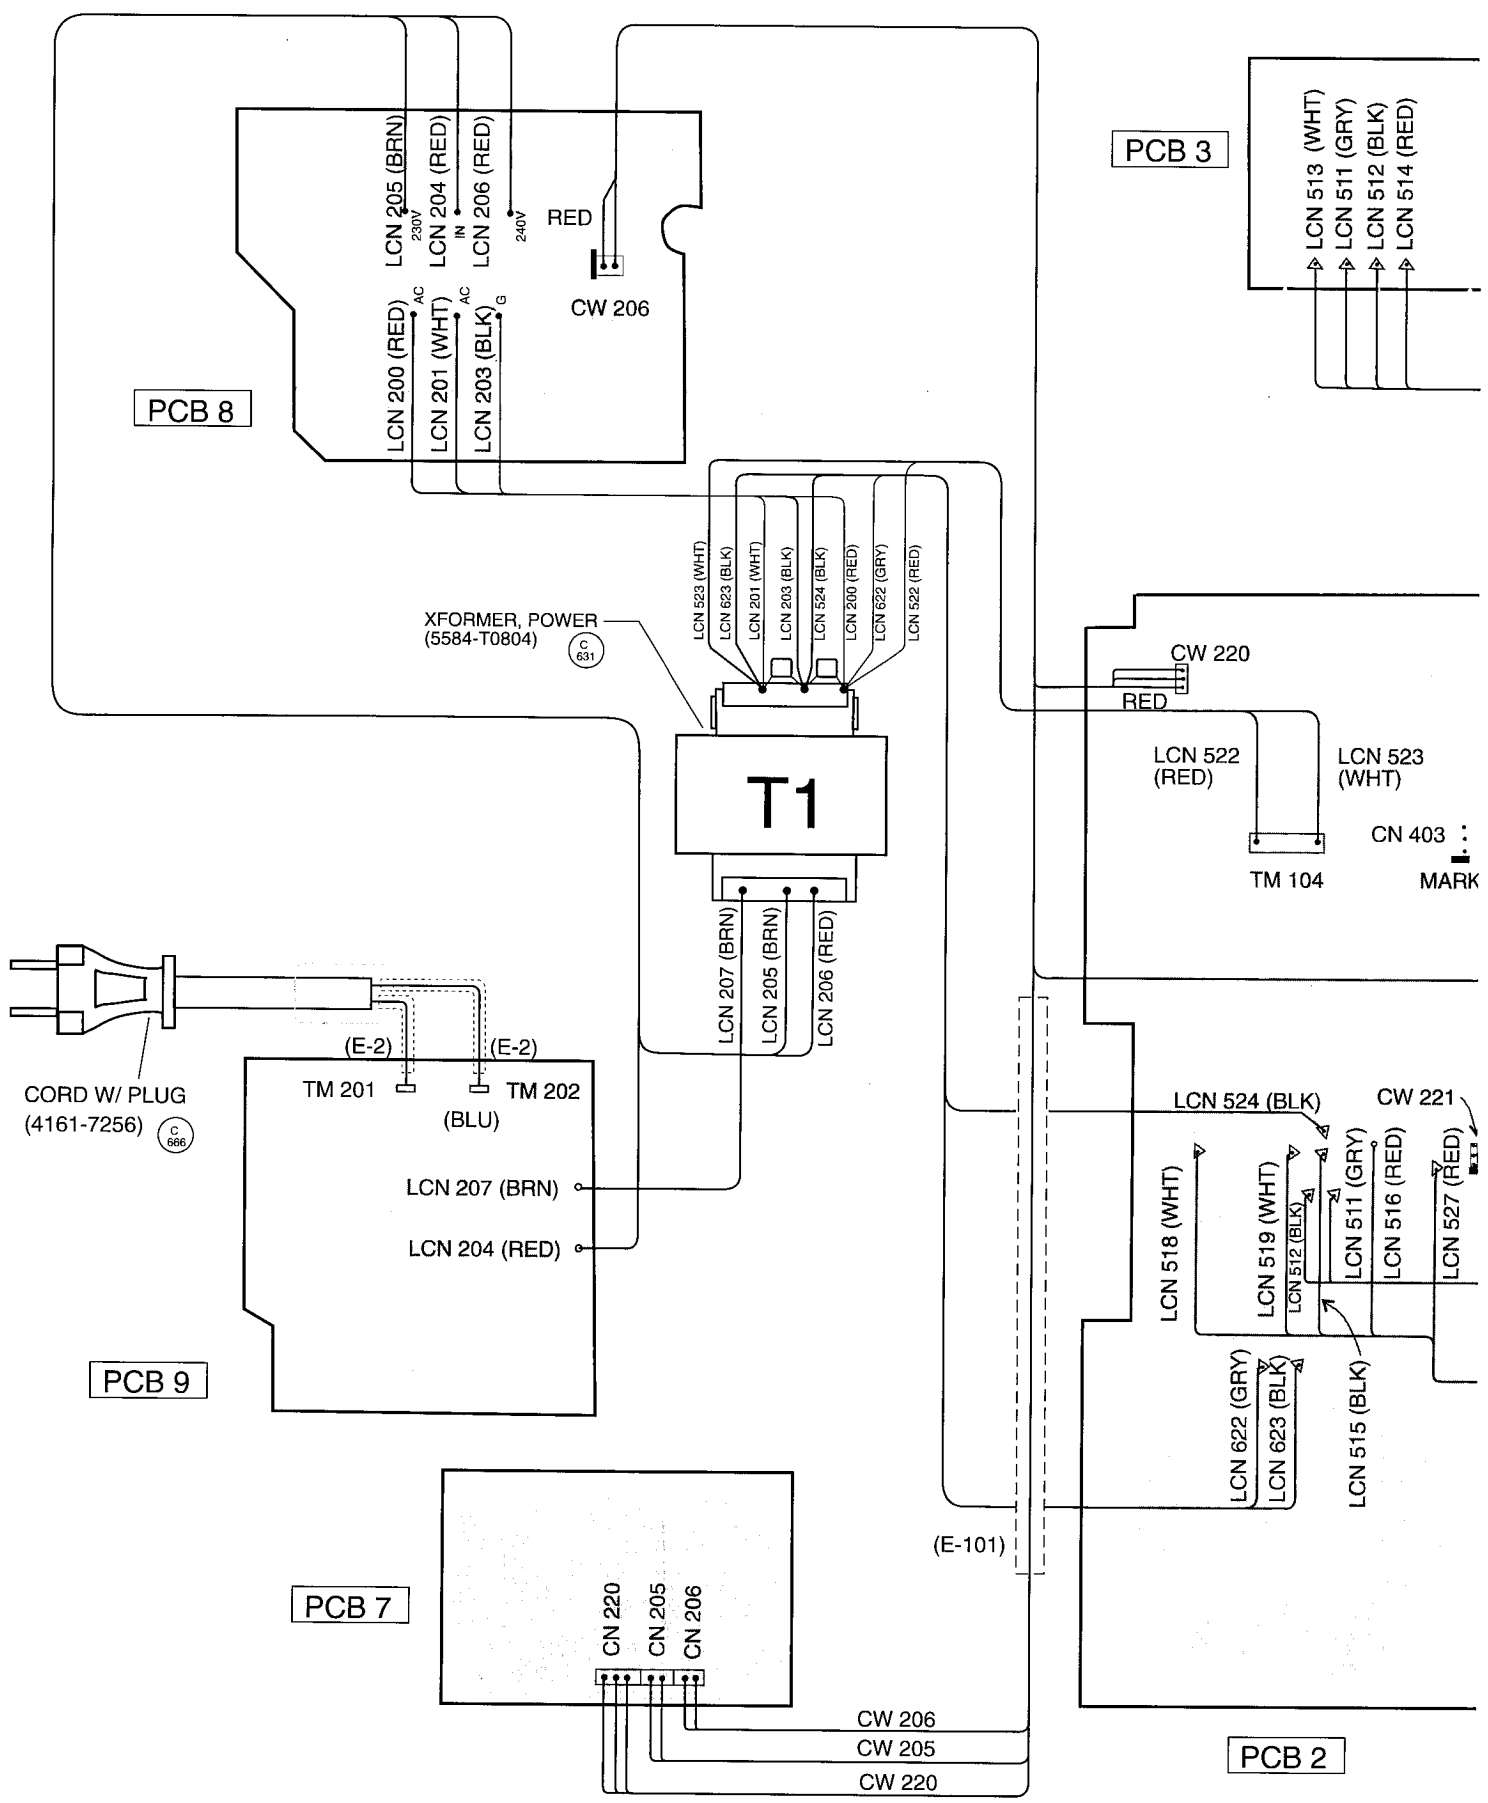 LCN 205 (BRN)
230V
LCN 204 (RED)
IN
LCN 206 (RED)
240V
RED
CW 206
LCN 200 (RED)
AC
LCN 201 (WHT)
AC
LCN 203 (BLK)
G
PCB 8
PCB 3
LCN 513 (WHT)
LCN 511 (GRY)
LCN 512 (BLK)
LCN 514 (RED)
LCN 523 (WHT)
LCN 623 (BLK)
LCN 201 (WHT)
LCN 203 (BLK)
LCN 524 (BLK)
LCN 200 (RED)
LCN 622 (GRY)
LCN 522 (RED)
XFORMER, POWER
(5584-T0804)
C
631
T1
CW 220
RED
LCN 522
(RED)
LCN 523
(WHT)
CN 403
TM 104
MARK
LCN 207 (BRN)
LCN 205 (BRN)
LCN 206 (RED)
CORD W/ PLUG
(4161-7256)
C
666
(E-2)
(E-2)
TM 201
TM 202
(BLU)
LCN 207 (BRN)
LCN 204 (RED)
PCB 9
LCN 524 (BLK)
CW 221
LCN 518 (WHT)
LCN 519 (WHT)
LCN 512 (BLK)
LCN 511 (GRY)
LCN 516 (RED)
LCN 527 (RED)
LCN 622 (GRY)
LCN 623 (BLK)
LCN 515 (BLK)
(E-101)
PCB 7
CN 220
CN 205
CN 206
CW 206
CW 205
CW 220
PCB 2